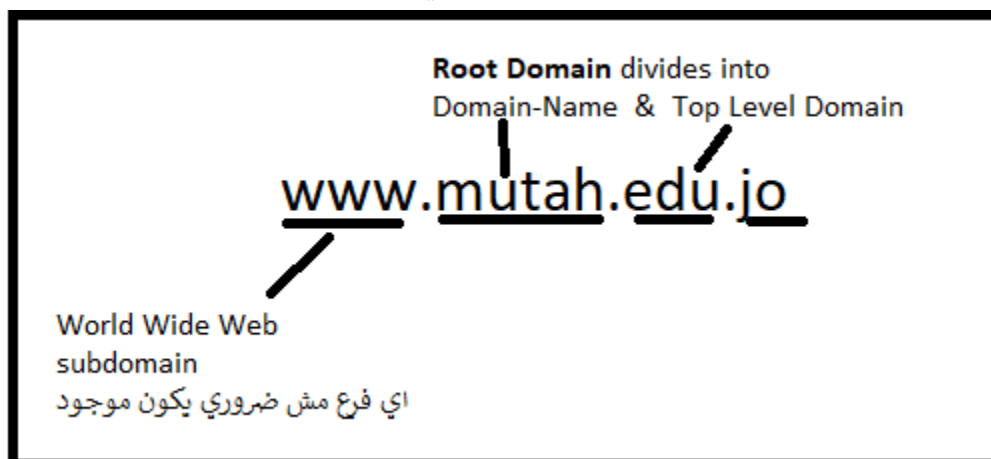 Root Domain divides into
Domain-Name & Top Level Domain
www.mutah.edu.jo
World Wide Web
subdomain
اي فرع مش ضروري يكون موجود